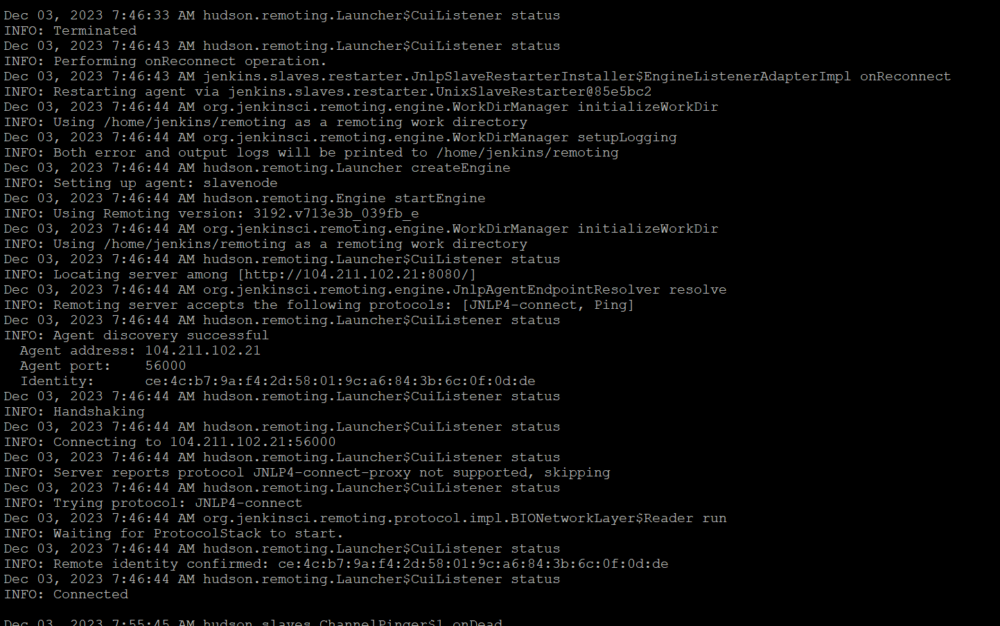 Dec 03, 2023 7:46:33 AM hudson.remoting.Launcher$CuiListener status
INFO: Terminated
Dec 03, 2023 7:46:43 AM hudson.remoting.Launcher$CuiListener status
INFO: Performing onReconnect operation.
Dec 03, 2023 7:46:43 AM jenkins.slaves.restarter.JnlpSlaveRestarterInstaller$EngineListenerAdapterImpl onReconnect
INFO: Restarting agent via jenkins.slaves.restarter.UnixSlaveRestarter@85e5bc2
Dec 03, 2023 7:46:44 AM org.jenkinsci.remoting.engine.WorkDirManager initializeWorkDir
INFO: Using /home/jenkins/remoting as a remoting work directory
Dec 03, 2023 7:46:44 AM org.jenkinsci.remoting.engine.WorkDirManager setupLogging
INFO: Both error and output logs will be printed to /home/jenkins/remoting
Dec 03, 2023 7:46:44 AM hudson.remoting.Launcher createEngine
INFO: Setting up agent: slavenode
Dec 03, 2023 7:46:44 AM hudson.remoting.Engine startEngine
INFO: Using Remoting version: 3192.v713e3b_039fb_e
Dec 03, 2023 7:46:44 AM org.jenkinsci.remoting.engine.WorkDirManager initializeWorkDir
INFO: Using /home/jenkins/remoting as a remoting work directory
Dec 03, 2023 7:46:44 AM hudson.remoting.Launcher$CuiListener status
INFO: Locating server among [http://104.211.102.21:8080/]
Dec 03, 2023 7:46:44 AM org.jenkinsci.remoting.engine.JnlpAgentEndpointResolver resolve
INFO: Remoting server accepts the following protocols: [JNLP4-connect, Ping]
Dec 03, 2023 7:46:44 AM hudson.remoting.Launcher$CuiListener status
INFO: Agent discovery successful
  Agent address: 104.211.102.21
  Agent port:    56000
  Identity:      ce:4c:b7:9a:f4:2d:58:01:9c:a6:84:3b:6c:0f:0d:de
Dec 03, 2023 7:46:44 AM hudson.remoting.Launcher$CuiListener status
INFO: Handshaking
Dec 03, 2023 7:46:44 AM hudson.remoting.Launcher$CuiListener status
INFO: Connecting to 104.211.102.21:56000
Dec 03, 2023 7:46:44 AM hudson.remoting.Launcher$CuiListener status
INFO: Server reports protocol JNLP4-connect-proxy not supported, skipping
Dec 03, 2023 7:46:44 AM hudson.remoting.Launcher$CuiListener status
INFO: Trying protocol: JNLP4-connect
Dec 03, 2023 7:46:44 AM org.jenkinsci.remoting.protocol.impl.BIONetworkLayer$Reader run
INFO: Waiting for ProtocolStack to start.
Dec 03, 2023 7:46:44 AM hudson.remoting.Launcher$CuiListener status
INFO: Remote identity confirmed: ce:4c:b7:9a:f4:2d:58:01:9c:a6:84:3b:6c:0f:0d:de
Dec 03, 2023 7:46:44 AM hudson.remoting.Launcher$CuiListener status
INFO: Connected
Dec 03, 2023 7:55:45 AM hudson.slaves.ChannelPinger$1 onDead